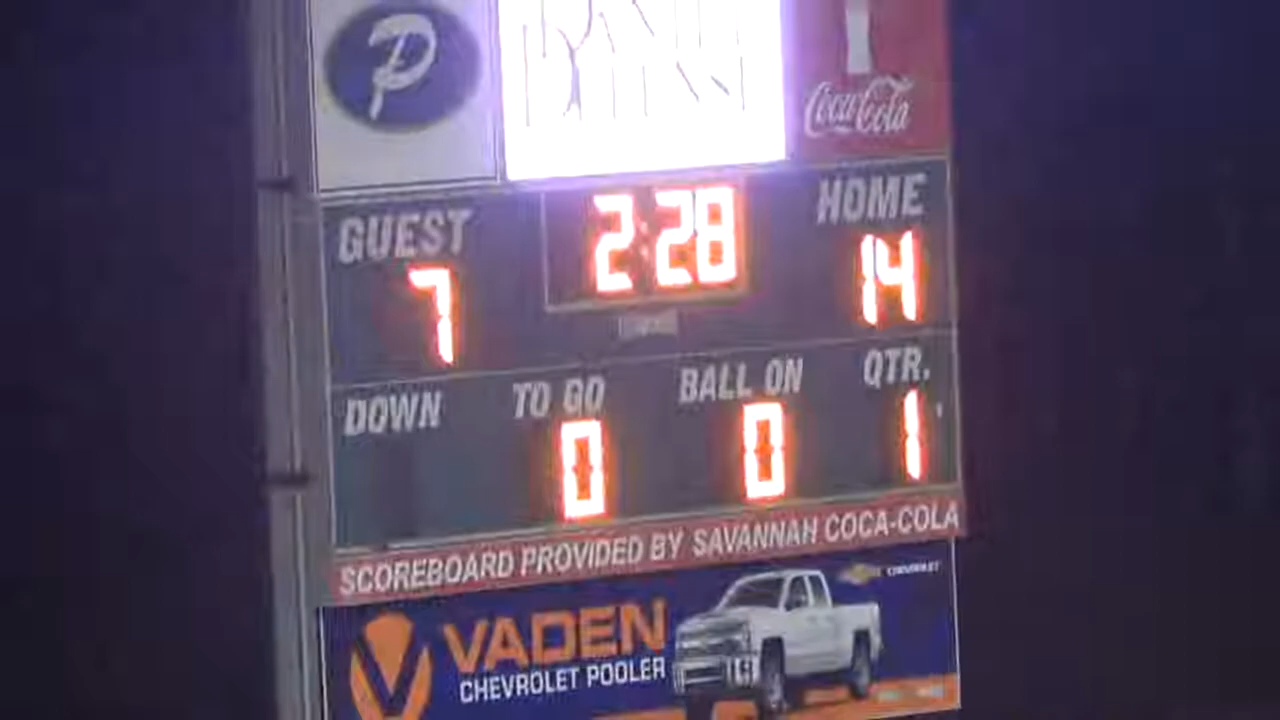 P
Coca-Cola
GUEST 2:28 HOME
7 14
DOWN TO GO BALL ON QTR.
0 0 1
SCOREBOARD PROVIDED BY SAVANNAH COCA-COLA
CHEVROLET
VADEN
CHEVROLET POOLER